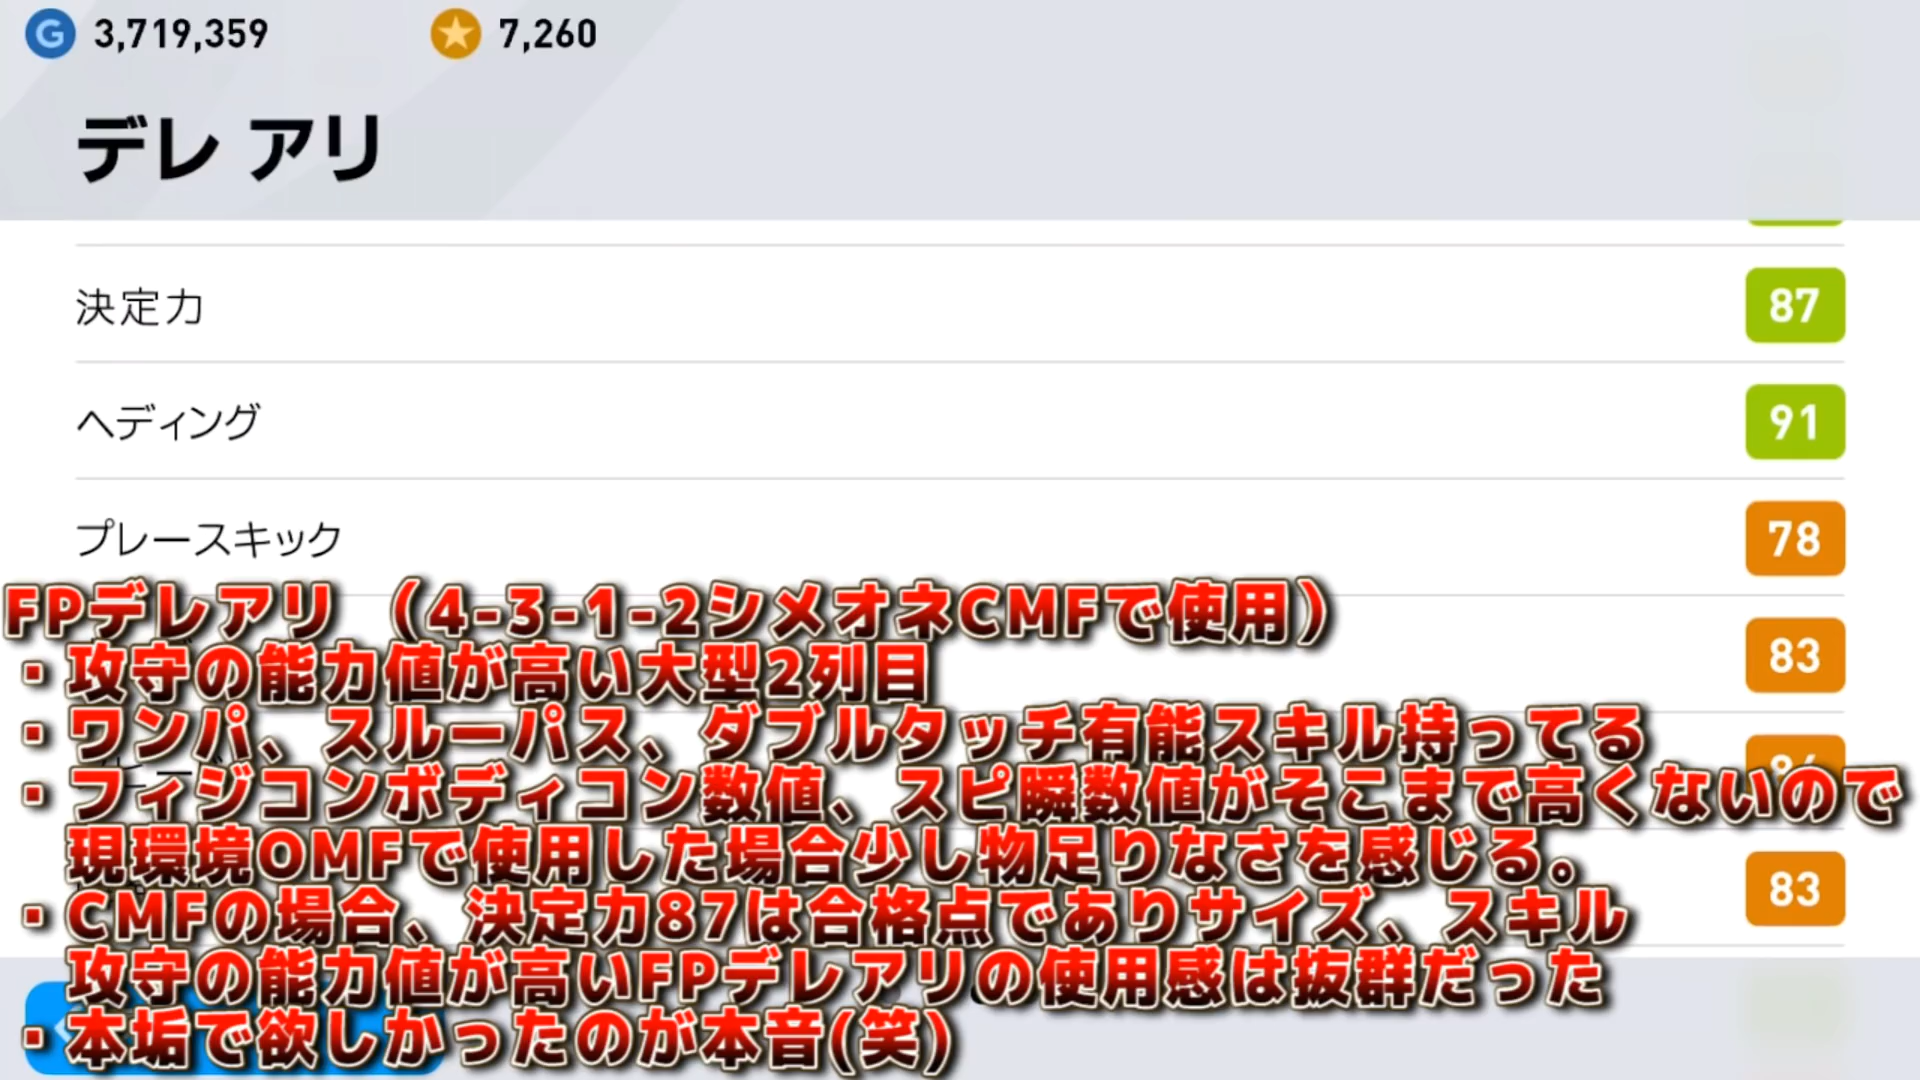 G 3,719,359 7,260
デレ アリ
決定力 87
ヘディング 91
プレースキック 78
FPデレアリ（4-3-1-2シメオネCMFで使用）
83
・攻守の能力値が高い大型2列目
・ワンパ、スルーパス、ダブルタッチ有能スキル持ってる
・フィジコンボディコン数値、スピ瞬数値がそこまで高くないので
現環境OMFで使用した場合少し物足りなさを感じる。
83
・CMFの場合、決定力87は合格点でありサイズ、スキル
攻守の能力値が高いFPデレアリの使用感は抜群だった
・本垢で欲しかったのが本音(笑)